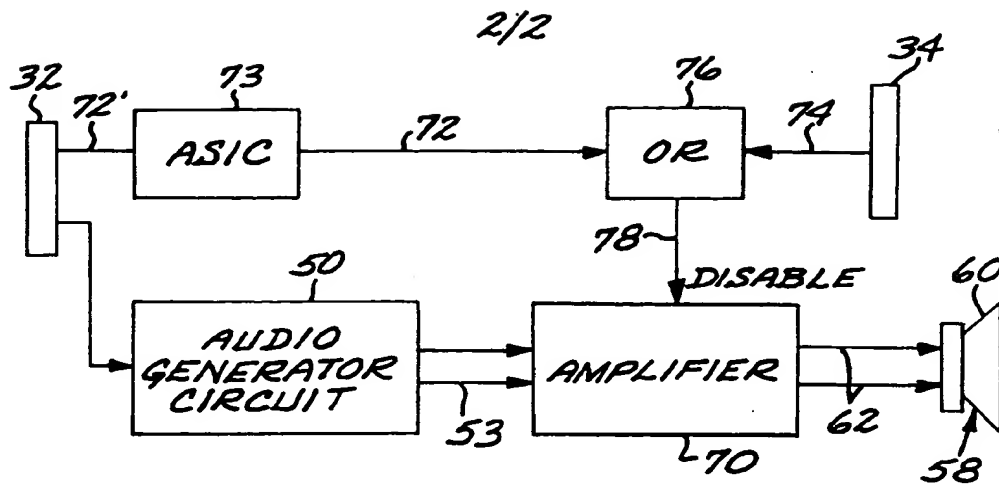 2/2
32
73
76
34
72'
72
74
ASIC
OR
78
50
DISABLE
60
AUDIO
GENERATOR
CIRCUIT
AMPLIFIER
53
62
70
58